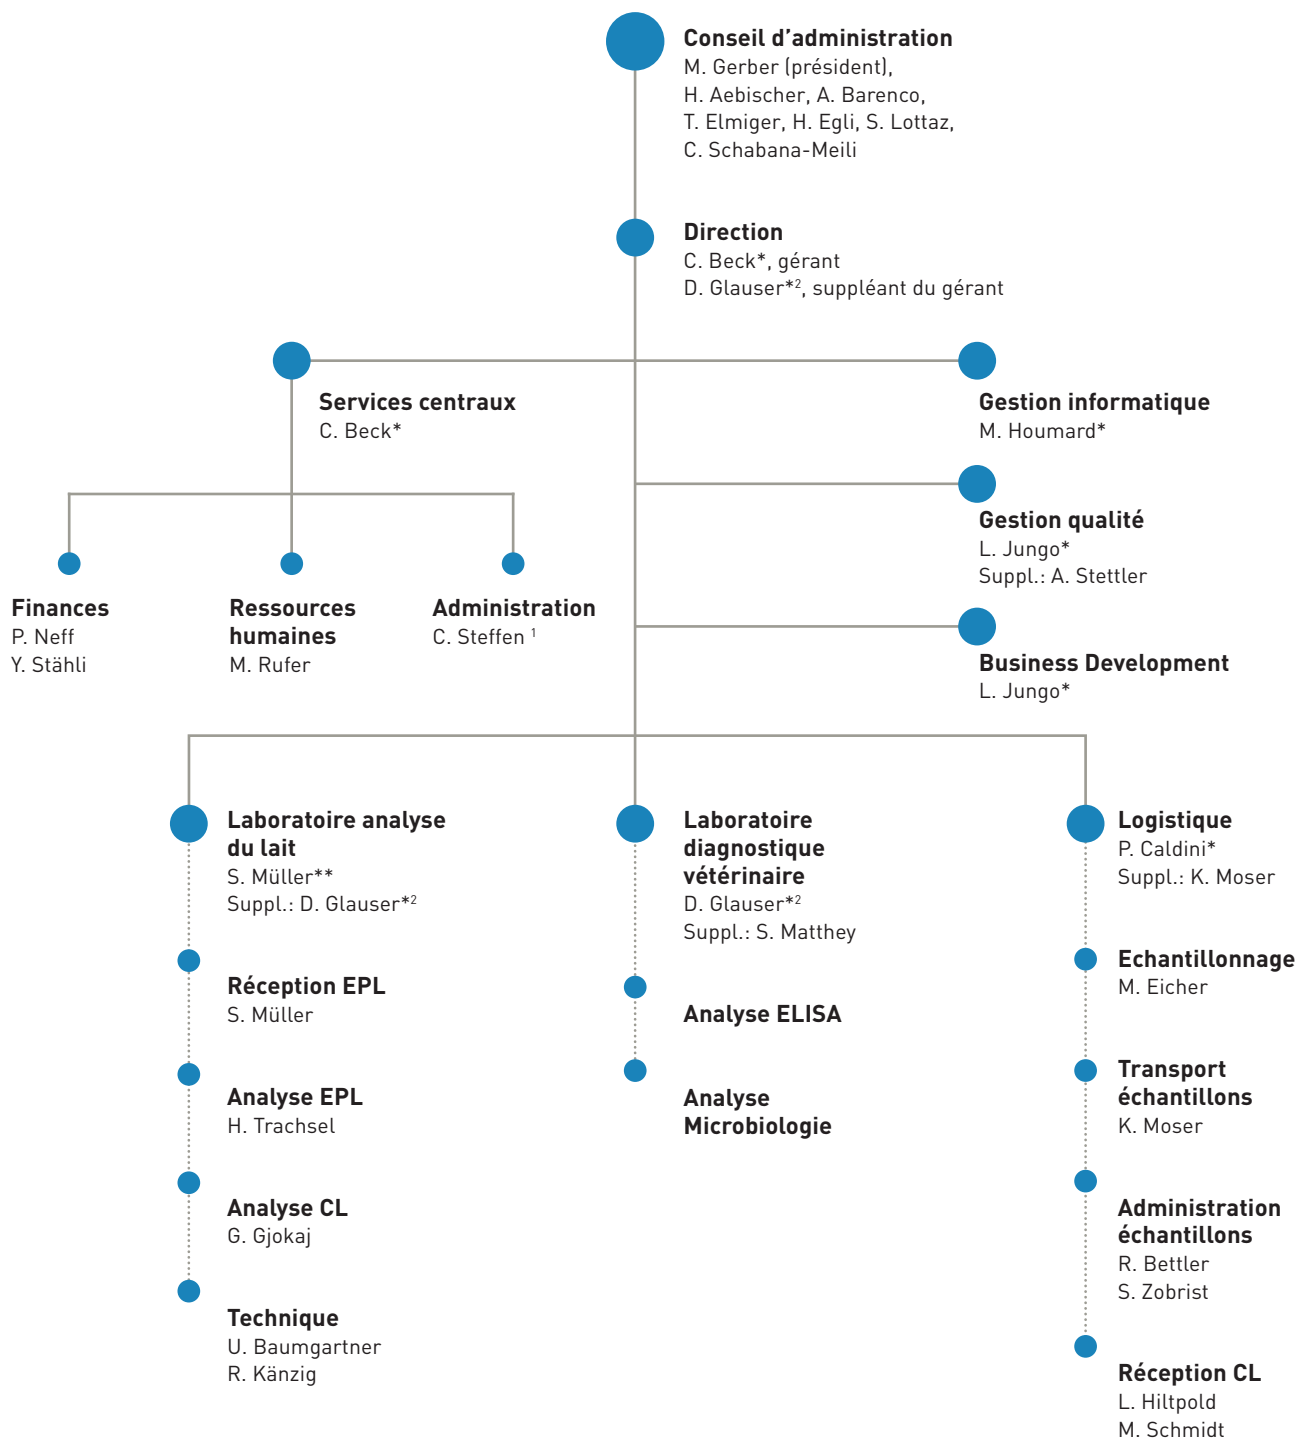 Conseil d’administration
M. Gerber (président),
H. Aebischer, A. Barenco,
T. Elmiger, H. Egli, S. Lottaz,
C. Schabana-Meili
Direction
C. Beck*, gérant
D. Glauser*², suppléant du gérant
Services centraux
C. Beck*
Gestion informatique
M. Houmard*
Gestion qualité
L. Jungo*
Suppl.: A. Stettler
Finances
P. Neff
Y. Stähli
Ressources
humaines
M. Rufer
Administration
C. Steffen ¹
Business Development
L. Jungo*
Laboratoire analyse
du lait
S. Müller**
Suppl.: D. Glauser*²
Réception EPL
S. Müller
Analyse EPL
H. Trachsel
Analyse CL
G. Gjokaj
Technique
U. Baumgartner
R. Känzig
Laboratoire
diagnostique
vétérinaire
D. Glauser*²
Suppl.: S. Matthey
Analyse ELISA
Analyse
Microbiologie
Logistique
P. Caldini*
Suppl.: K. Moser
Echantillonnage
M. Eicher
Transport
échantillons
K. Moser
Administration
échantillons
R. Bettler
S. Zobrist
Réception CL
L. Hiltpold
M. Schmidt